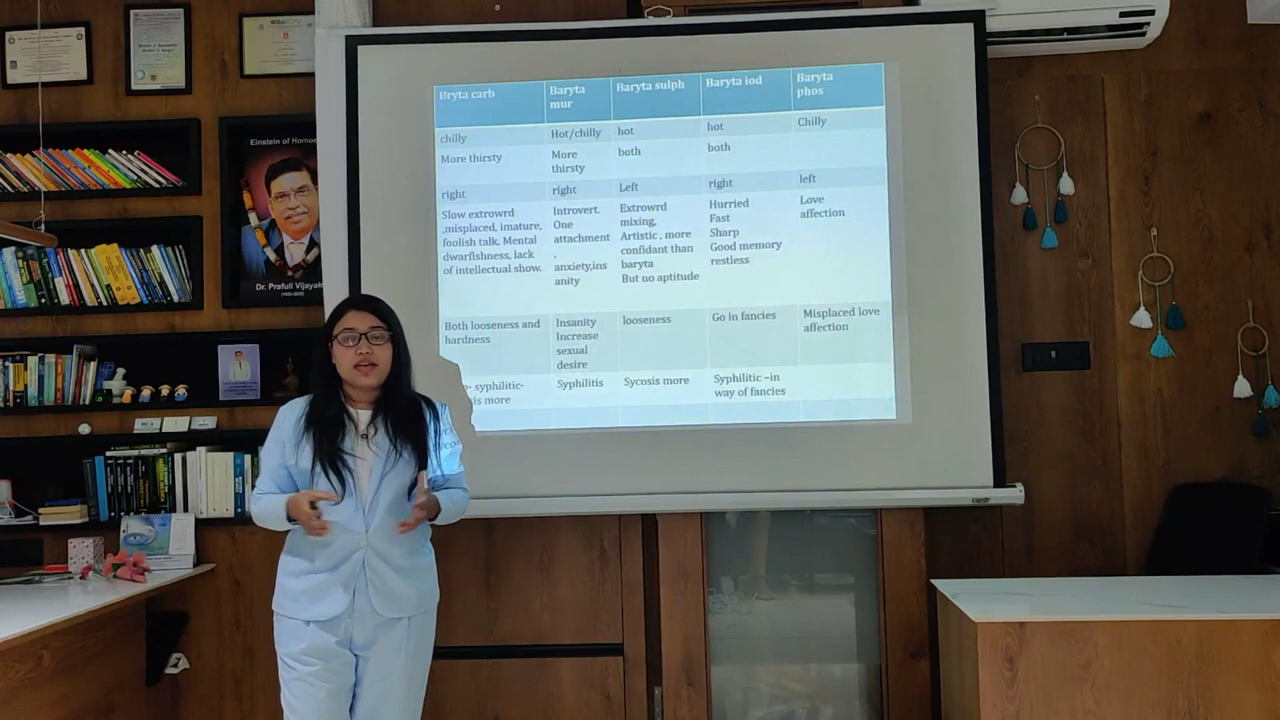 Einstein of Homoe
Dr. Prafull Vijayak
Bryta carb
Baryta
mur
Baryta sulph
Baryta iod
Baryta
phos
chilly
Hot/chilly
hot
hot
Chilly
More thirsty
More
thirsty
both
both
right
right
Left
right
left
Slow extrowrd
,misplaced, imature,
foolish talk. Mental
dwarfishness, lack
of intellectual show.
Introvert.
One
attachment
,
anxiety,ins
anity
Extrowrd
mixing,
Artistic , more
confidant than
baryta
But no aptitude
Hurried
Fast
Sharp
Good memory
restless
Love
affection
Both looseness and
hardness
Insanity
Increase
sexual
desire
looseness
Go in fancies
Misplaced love
affection
- syphilitic-
is more
Syphilitis
Sycosis more
Syphilitic –in
way of fancies